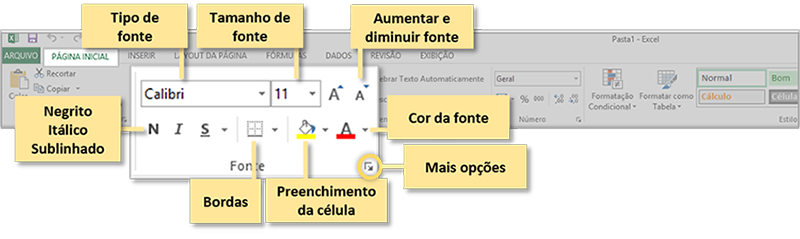 Tipo de
fonte
Tamanho de
fonte
Aumentar e
diminuir fonte
Pasta1 - Excel
ARQUIVO
PÁGINA INICIAL
INSERIR
LAYOUT DA PÁGINA
FÓRMULAS
DADOS
REVISÃO
EXIBIÇÃO
Recortar
Copiar
Calibri
11
A A
ebrar Texto Automaticamente
Geral
% 000
Número
Formatação
Condicional
Formatar como
Tabela
Normal
Bom
Cálculo
Célula
Estilo
N I S
A
Fonte
Negrito
Itálico
Sublinhado
Cor da fonte
Mais opções
Bordas
Preenchimento
da célula